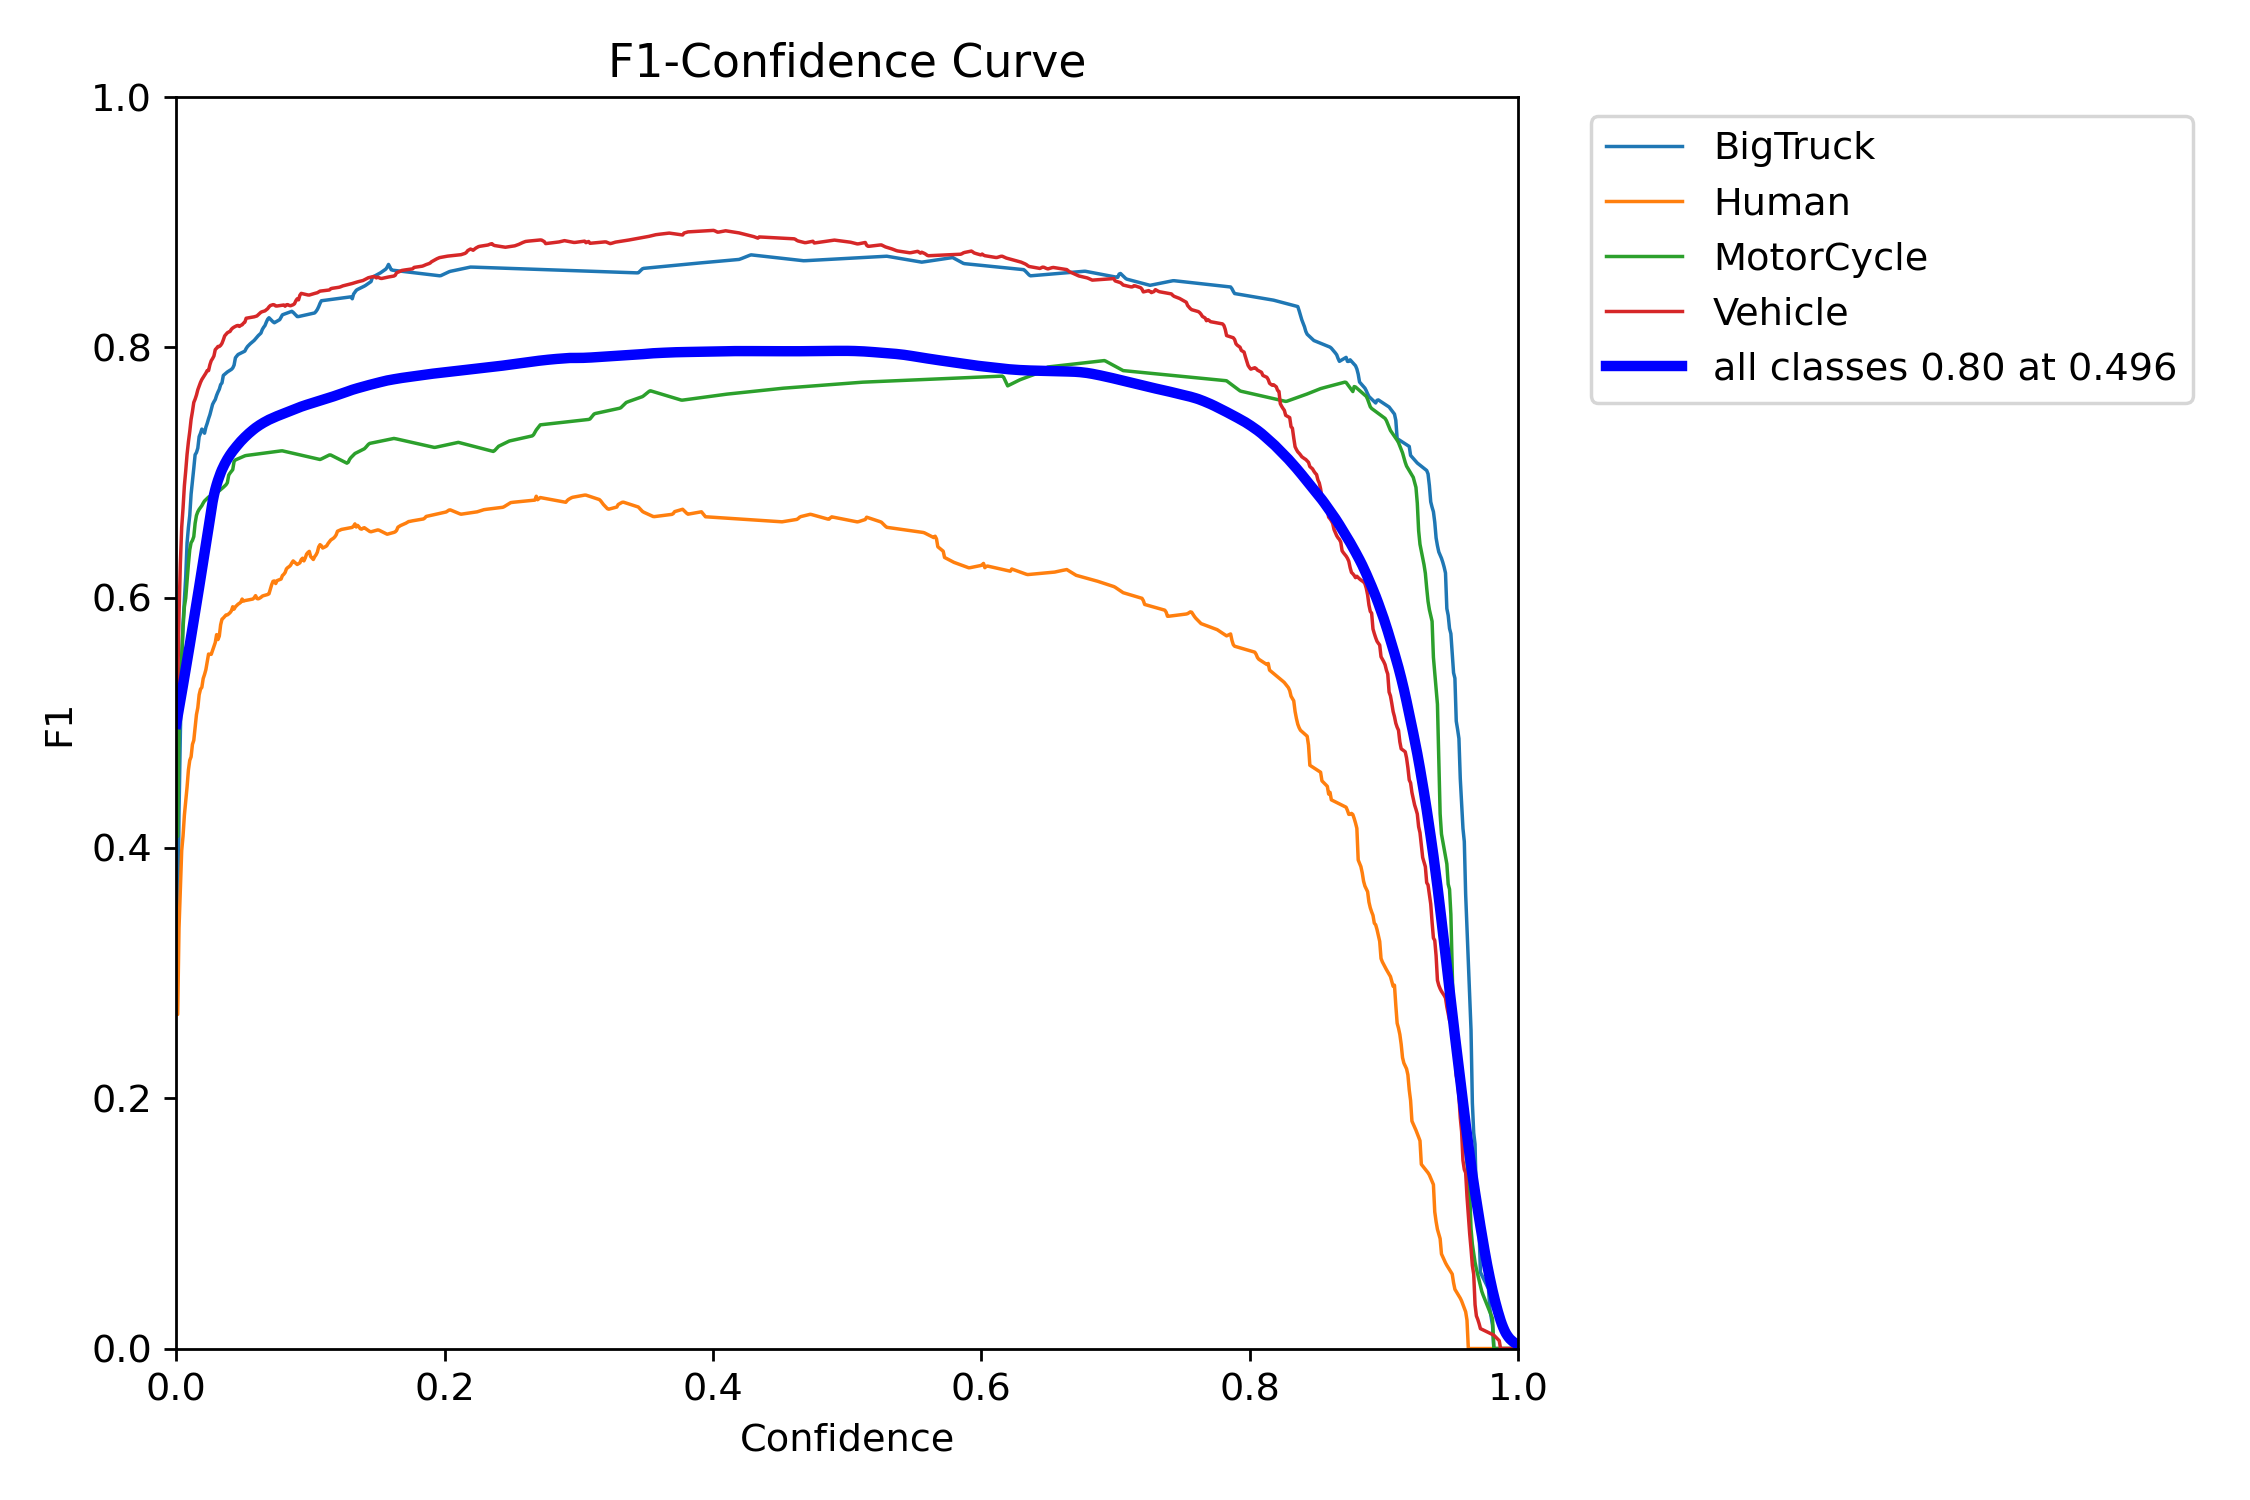 F1-Confidence Curve
1.0
0.8
0.6
0.4
0.2
0.0
F1
0.0 0.2 0.4 0.6 0.8 1.0
Confidence
BigTruck
Human
MotorCycle
Vehicle
all classes 0.80 at 0.496